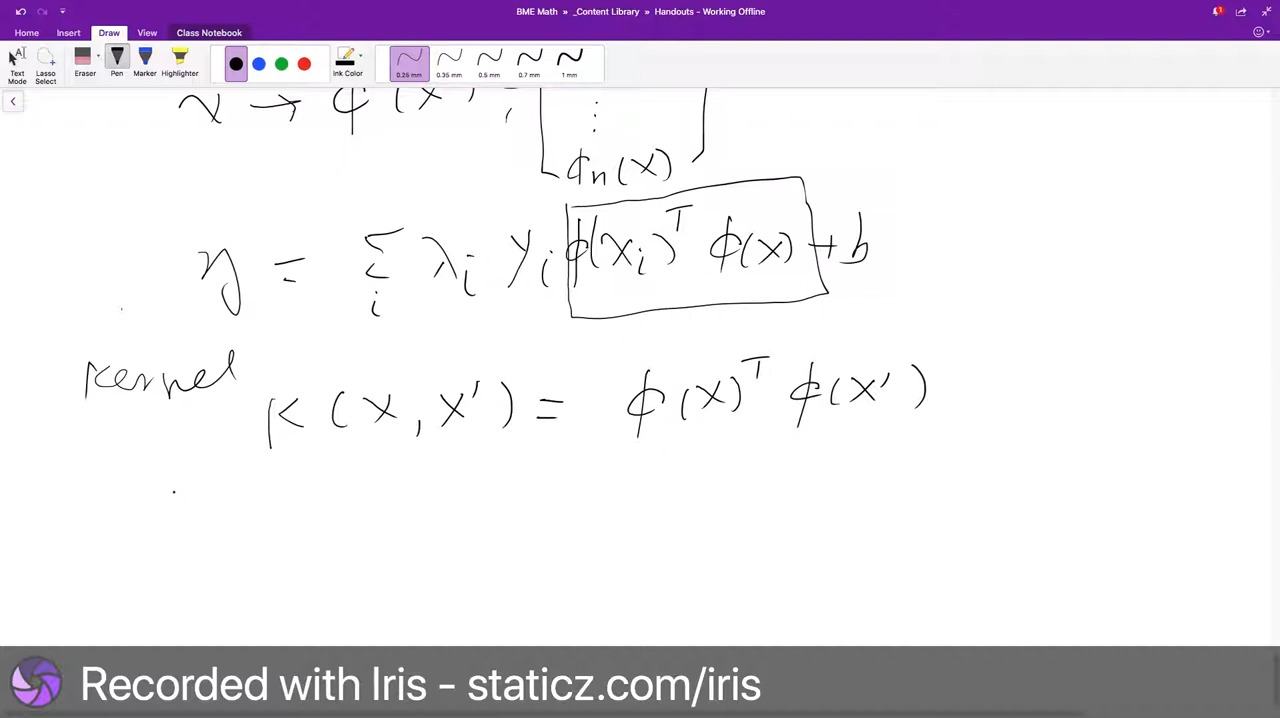 BME Math > _Content Library > Handouts - Working Offline
Home Insert Draw View Class Notebook
Text Mode Lasso Select Eraser Pen Marker Highlighter Ink Color 0.25 mm 0.35 mm 0.5 mm 0.7 mm 1 mm
x → φ(x) :
⋮
φn(x)
y = Σi λi yi φ(xi)^T φ(x) + b
Kernel
K(x, x') = φ(x)^T φ(x')
Recorded with Iris - staticz.com/iris